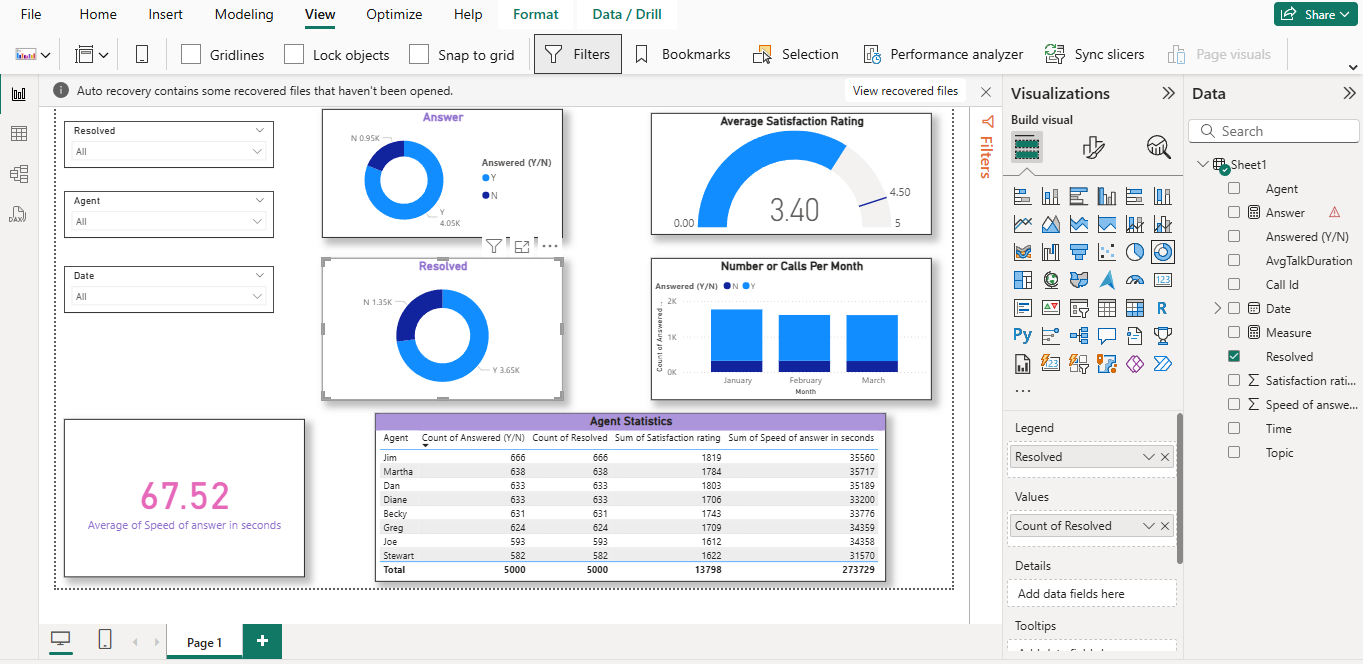 File Home Insert Modeling View Optimize Help Format Data / Drill Share
Gridlines Lock objects Snap to grid Filters Bookmarks Selection Performance analyzer Sync slicers Page visuals
Auto recovery contains some recovered files that haven't been opened. View recovered files
Resolved
All
Agent
All
Date
All
Answer
N 0.95K
Answered (Y/N)
Y
N
Y
4.05K
Average Satisfaction Rating
3.40
0.00
4.50
5
Resolved
N 1.35K
Y 3.65K
Number or Calls Per Month
Answered (Y/N) N Y
Count of Answered ...
2K
1K
0K
January February March
Month
67.52
Average of Speed of answer in seconds
Agent Statistics
Agent Count of Answered (Y/N) Count of Resolved Sum of Satisfaction rating Sum of Speed of answer in seconds
Jim 666 666 1819 35560
Martha 638 638 1784 35717
Dan 633 633 1803 35189
Diane 633 633 1706 33200
Becky 631 631 1743 33776
Greg 624 624 1709 34359
Joe 593 593 1612 34358
Stewart 582 582 1622 31570
Total 5000 5000 13798 273729
Page 1
Filters
Visualizations
Build visual
123
R
Py
123
...
Legend
Resolved
Values
Count of Resolved
Details
Add data fields here
Tooltips
Data
Search
Sheet1
Agent
Answer
Answered (Y/N)
AvgTalkDuration
Call Id
Date
Measure
Resolved
Satisfaction rati...
Speed of answe...
Time
Topic
DAX